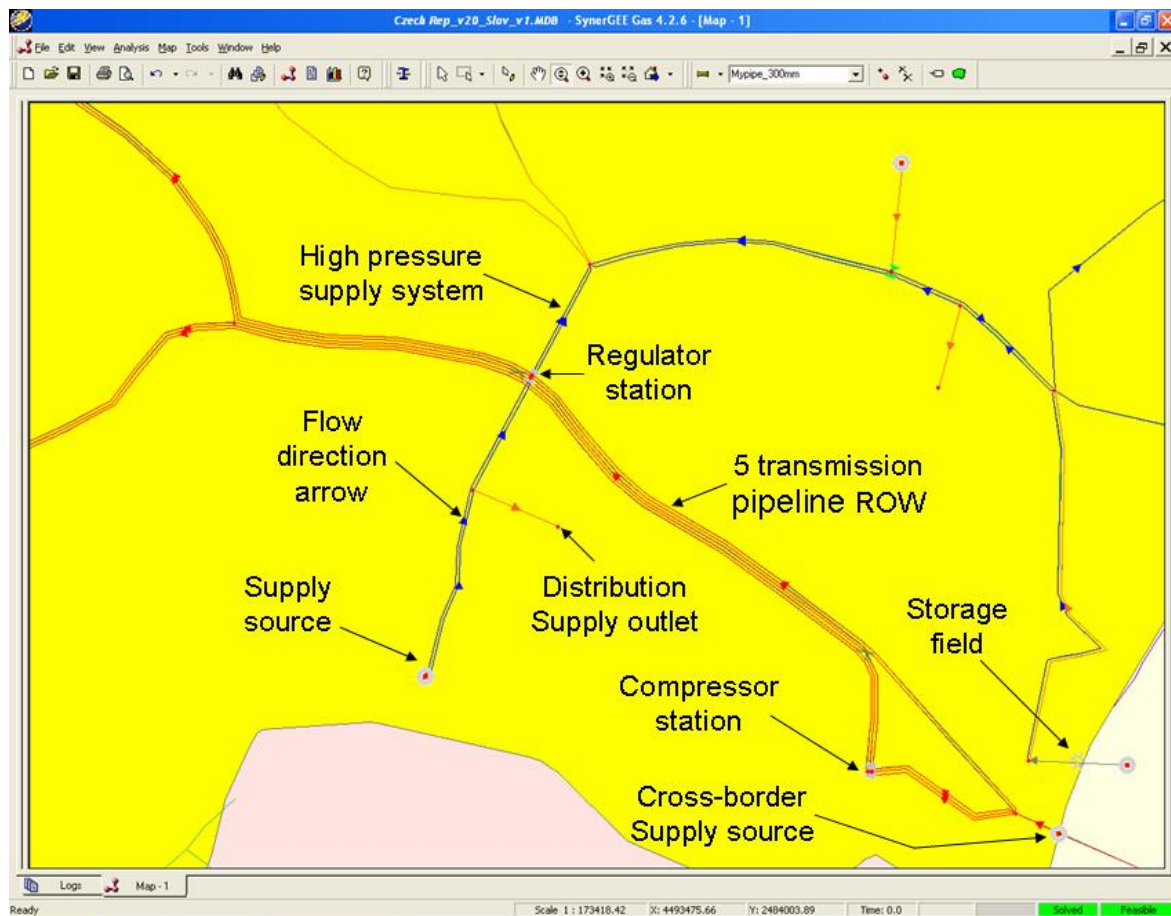 Czech Rep_v20_Slov_v1.MDB - SynerGEE Gas 4.2.6 - [Map - 1]
File Edit View Analysis Map Tools Window Help
Mypipe_300mm
High pressure
supply system
Regulator
station
Flow
direction
arrow
5 transmission
pipeline ROW
Supply
source
Distribution
Supply outlet
Storage
field
Compressor
station
Cross-border
Supply source
Logs Map - 1
Ready Scale 1 : 173418.42 X: 4493475.66 Y: 2484003.89 Time: 0.0 Solved Feasible